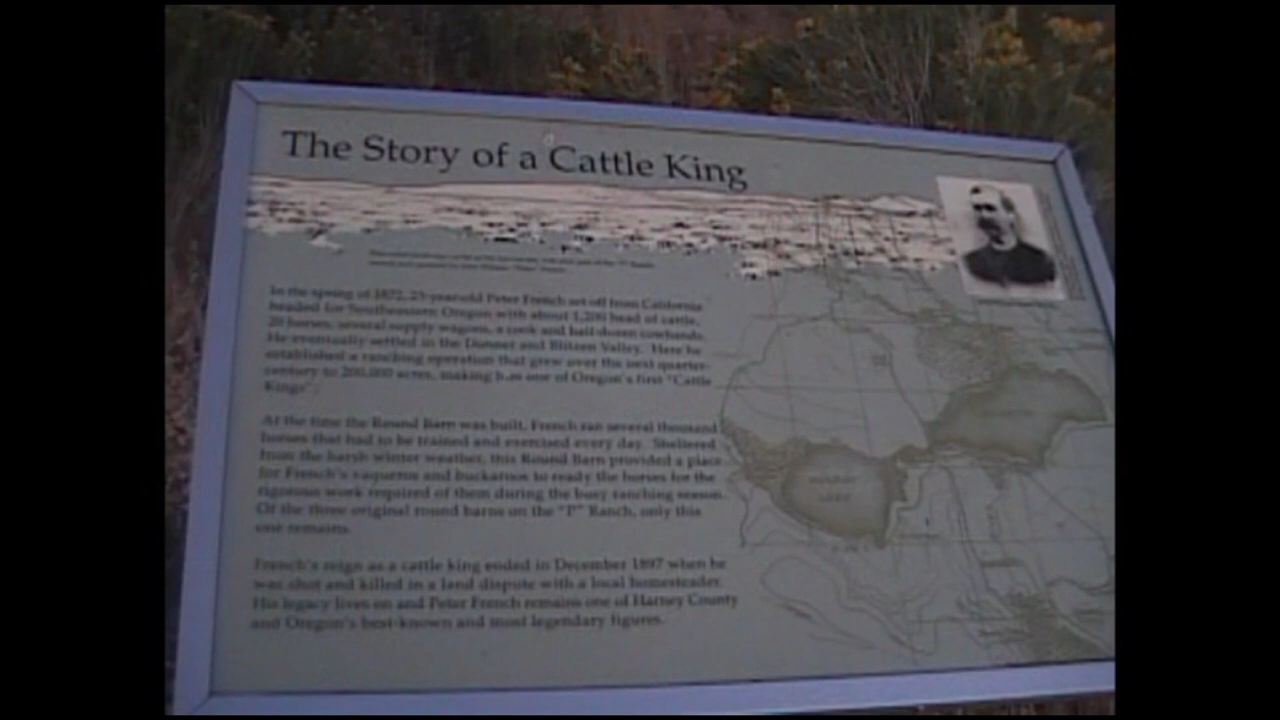 The Story of a Cattle King
In the spring of 1872, 23-year-old Peter French set off from California
headed for Southeastern Oregon with about 1,200 head of cattle,
20 horses, several supply wagons, a cook and half-dozen cowhands.
He eventually settled in the Donner and Blitzen Valley. Here he
established a ranching operation that grew over the next quarter-
century to 200,000 acres, making him one of Oregon's first "Cattle
Kings".
At the time the Round Barn was built, French ran several thousand
horses that had to be trained and exercised every day. Sheltered
from the harsh winter weather, this Round Barn provided a place
for French's vaqueros and buckaroos to ready the horses for the
rigorous work required of them during the busy ranching season.
Of the three original round barns on the "P" Ranch, only this
one remains.
French's reign as a cattle king ended in December 1897 when he
was shot and killed in a land dispute with a local homesteader.
His legacy lives on and Peter French remains one of Harney County
and Oregon's best-known and most legendary figures.
LAKE